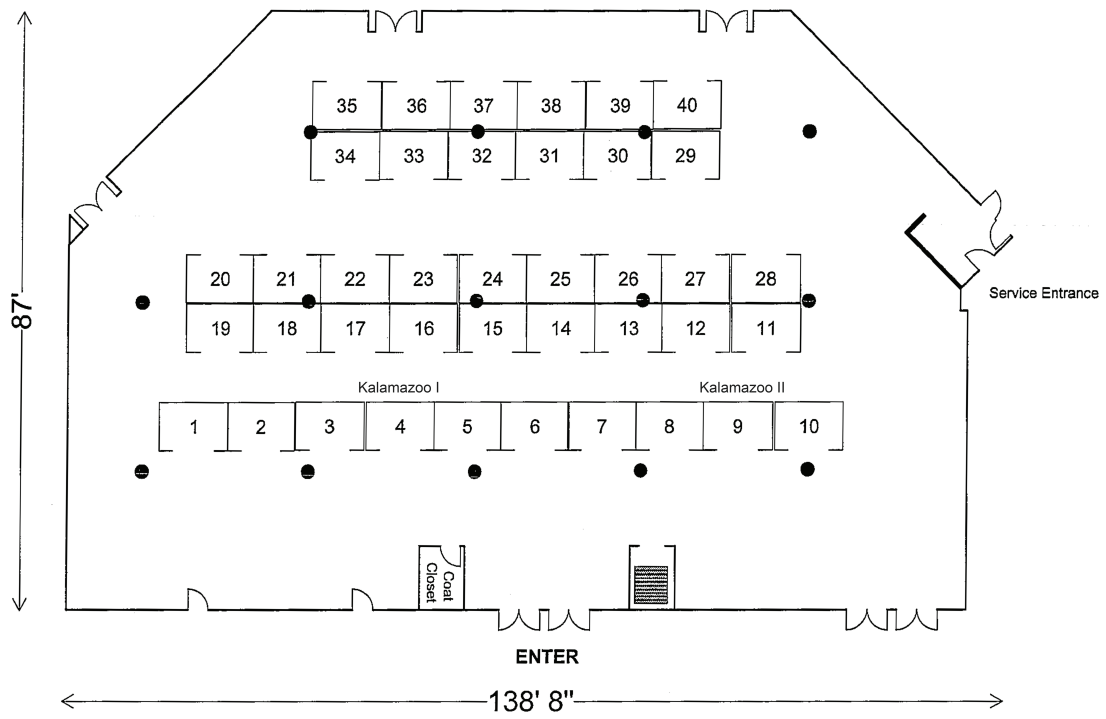 35 36 37 38 39 40
34 33 32 31 30 29
20 21 22 23 24 25 26 27 28
Service Entrance
87'
19 18 17 16 15 14 13 12 11
Kalamazoo I Kalamazoo II
1 2 3 4 5 6 7 8 9 10
Coat
Closet
ENTER
138' 8"